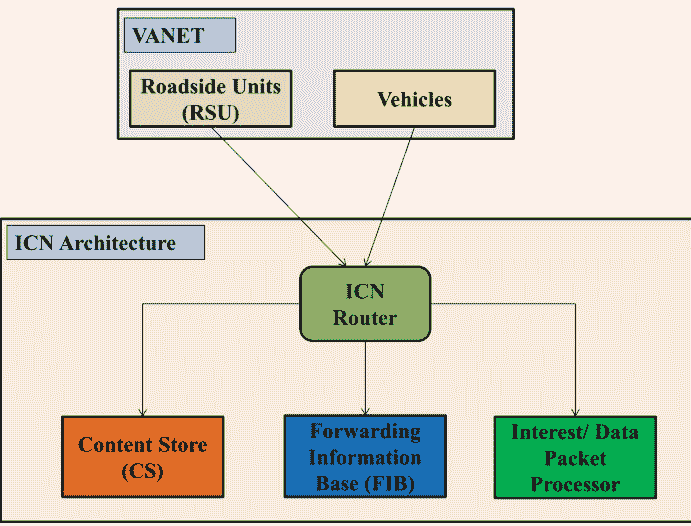 VANET
Roadside Units
(RSU)
Vehicles
ICN Architecture
ICN
Router
Content Store
(CS)
Forwarding
Information
Base (FIB)
Interest/ Data
Packet
Processor